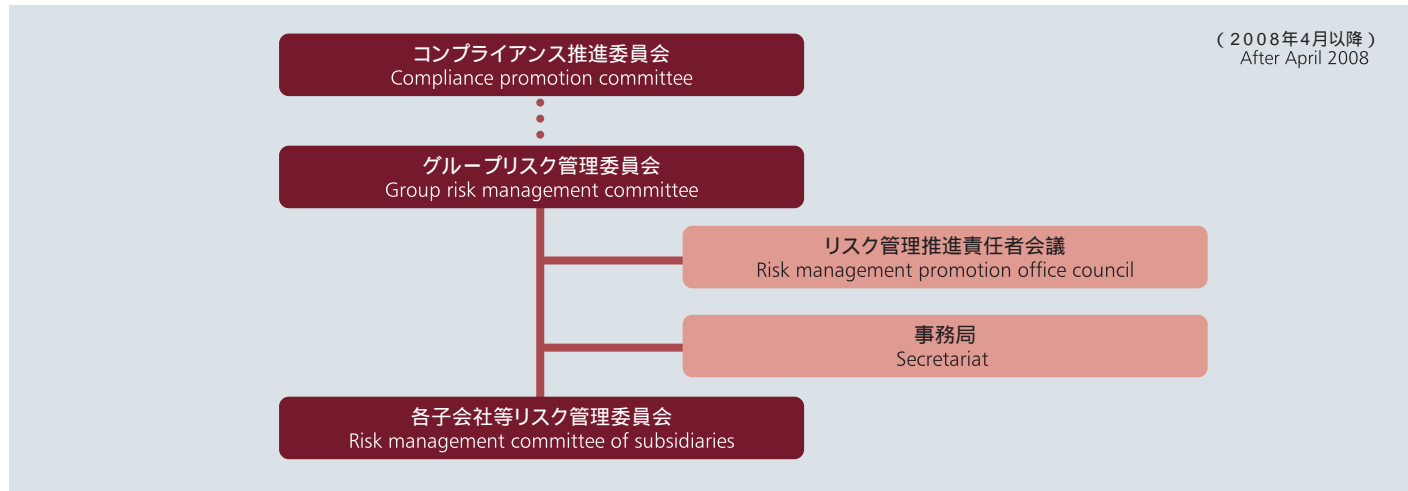 コンプライアンス推進委員会
Compliance promotion committee
(2008年4月以降)
After April 2008
グループリスク管理委員会
Group risk management committee
リスク管理推進責任者会議
Risk management promotion office council
事務局
Secretariat
各子会社等リスク管理委員会
Risk management committee of subsidiaries